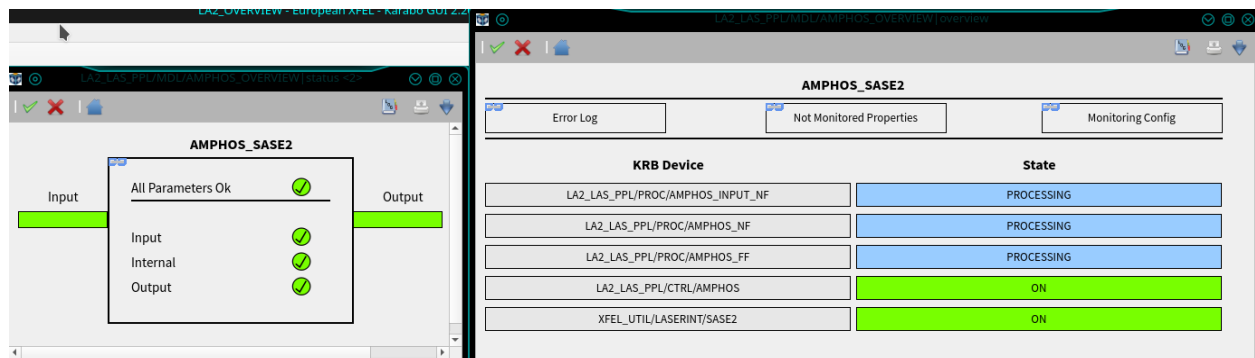 LA2_OVERVIEW - European XFEL - Karabo GUI 2.2
LA2_LAS_PPL/MDL/AMPHOS_OVERVIEW|status <2>
AMPHOS_SASE2
All Parameters Ok
Input
Output
Input
Internal
Output
LA2_LAS_PPL/MDL/AMPHOS_OVERVIEW|overview
AMPHOS_SASE2
Error Log
Not Monitored Properties
Monitoring Config
KRB Device State
LA2_LAS_PPL/PROC/AMPHOS_INPUT_NF PROCESSING
LA2_LAS_PPL/PROC/AMPHOS_NF PROCESSING
LA2_LAS_PPL/PROC/AMPHOS_FF PROCESSING
LA2_LAS_PPL/CTRL/AMPHOS ON
XFEL_UTIL/LASERINT/SASE2 ON